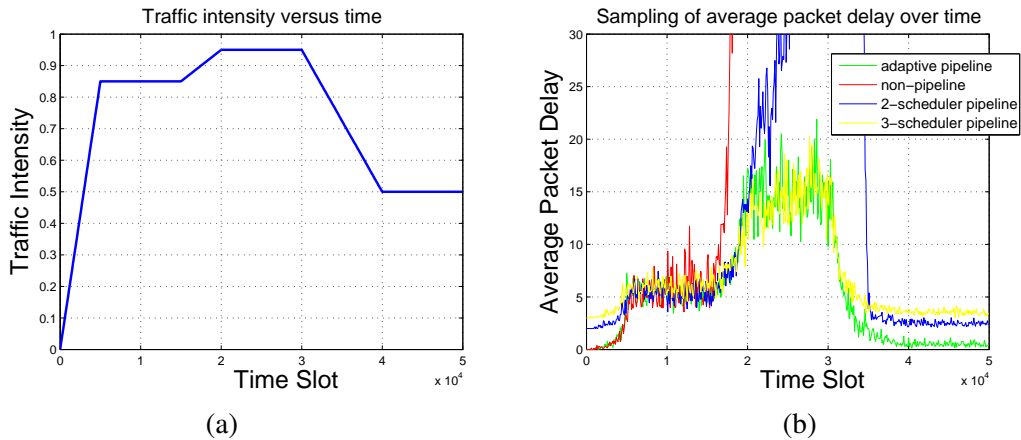 Traffic intensity versus time
1
0.9
0.8
0.7
0.6
0.5
0.4
0.3
0.2
0.1
0
Traffic Intensity
0 1 2 3 4 5
x 10^4
Time Slot
(a)
Sampling of average packet delay over time
30
25
20
15
10
5
0
Average Packet Delay
adaptive pipeline
non-pipeline
2-scheduler pipeline
3-scheduler pipeline
0 1 2 3 4 5
x 10^4
Time Slot
(b)